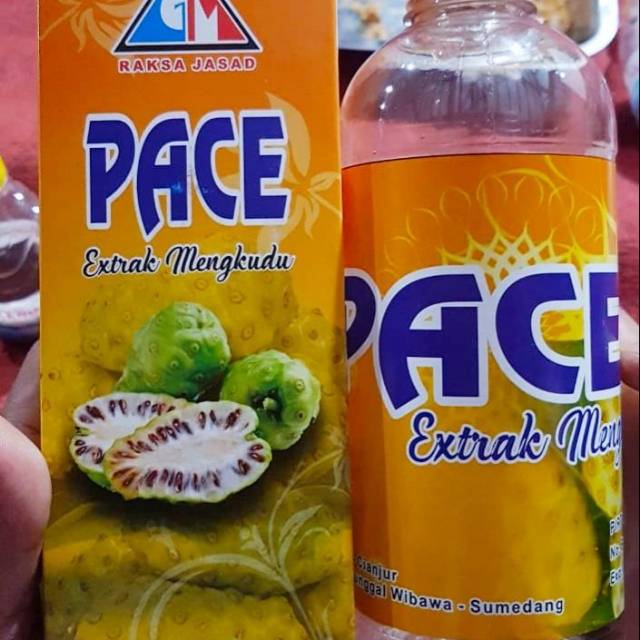 GM
RAKSA JASAD
PACE
Extrak Mengkudu
PACE
Extrak
Cianjur
Wibawa - Sumedang